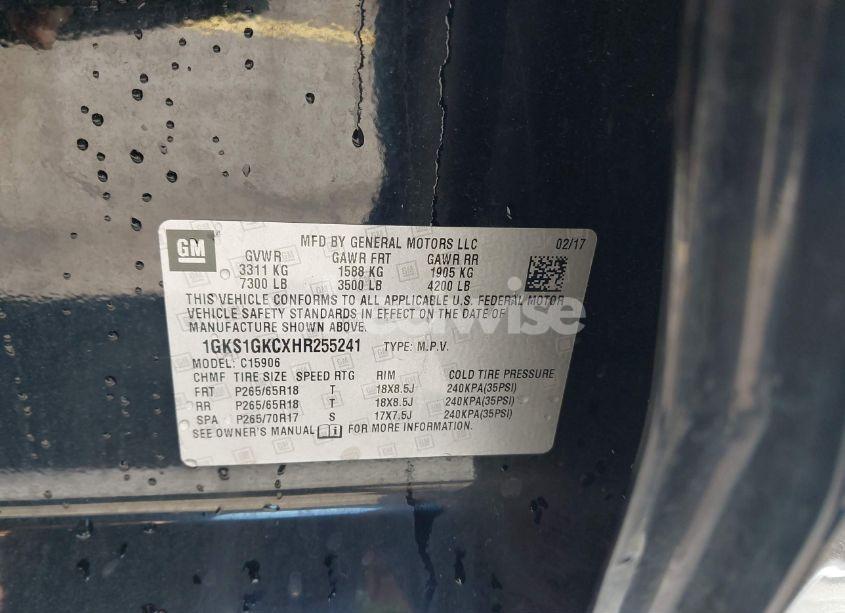 GM
MFD BY GENERAL MOTORS LLC 02/17
GVWR GAWR FRT GAWR RR
3311 KG 1588 KG 1905 KG
7300 LB 3500 LB 4200 LB
THIS VEHICLE CONFORMS TO ALL APPLICABLE U.S. FEDERAL MOTOR
VEHICLE SAFETY STANDARDS IN EFFECT ON THE DATE OF
MANUFACTURE SHOWN ABOVE.
1GKS1GKCXHR255241 TYPE: M.P.V.
MODEL: C15906
CHMF TIRE SIZE SPEED RTG RIM COLD TIRE PRESSURE
FRT P265/65R18 T 18X8.5J 240KPA(35PSI)
RR P265/65R18 T 18X8.5J 240KPA(35PSI)
SPA P265/70R17 S 17X7.5J 240KPA(35PSI)
SEE OWNER'S MANUAL FOR MORE INFORMATION.